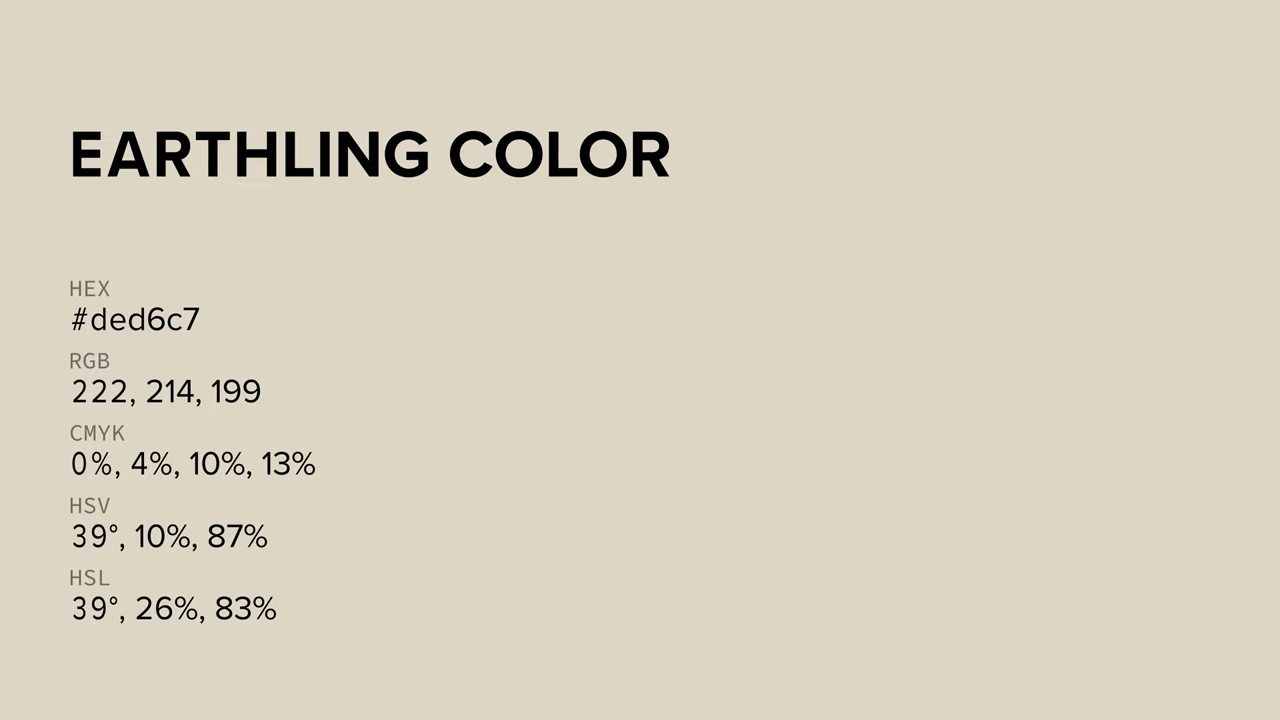 EARTHLING COLOR
HEX
#ded6c7
RGB
222, 214, 199
CMYK
0%, 4%, 10%, 13%
HSV
39°, 10%, 87%
HSL
39°, 26%, 83%